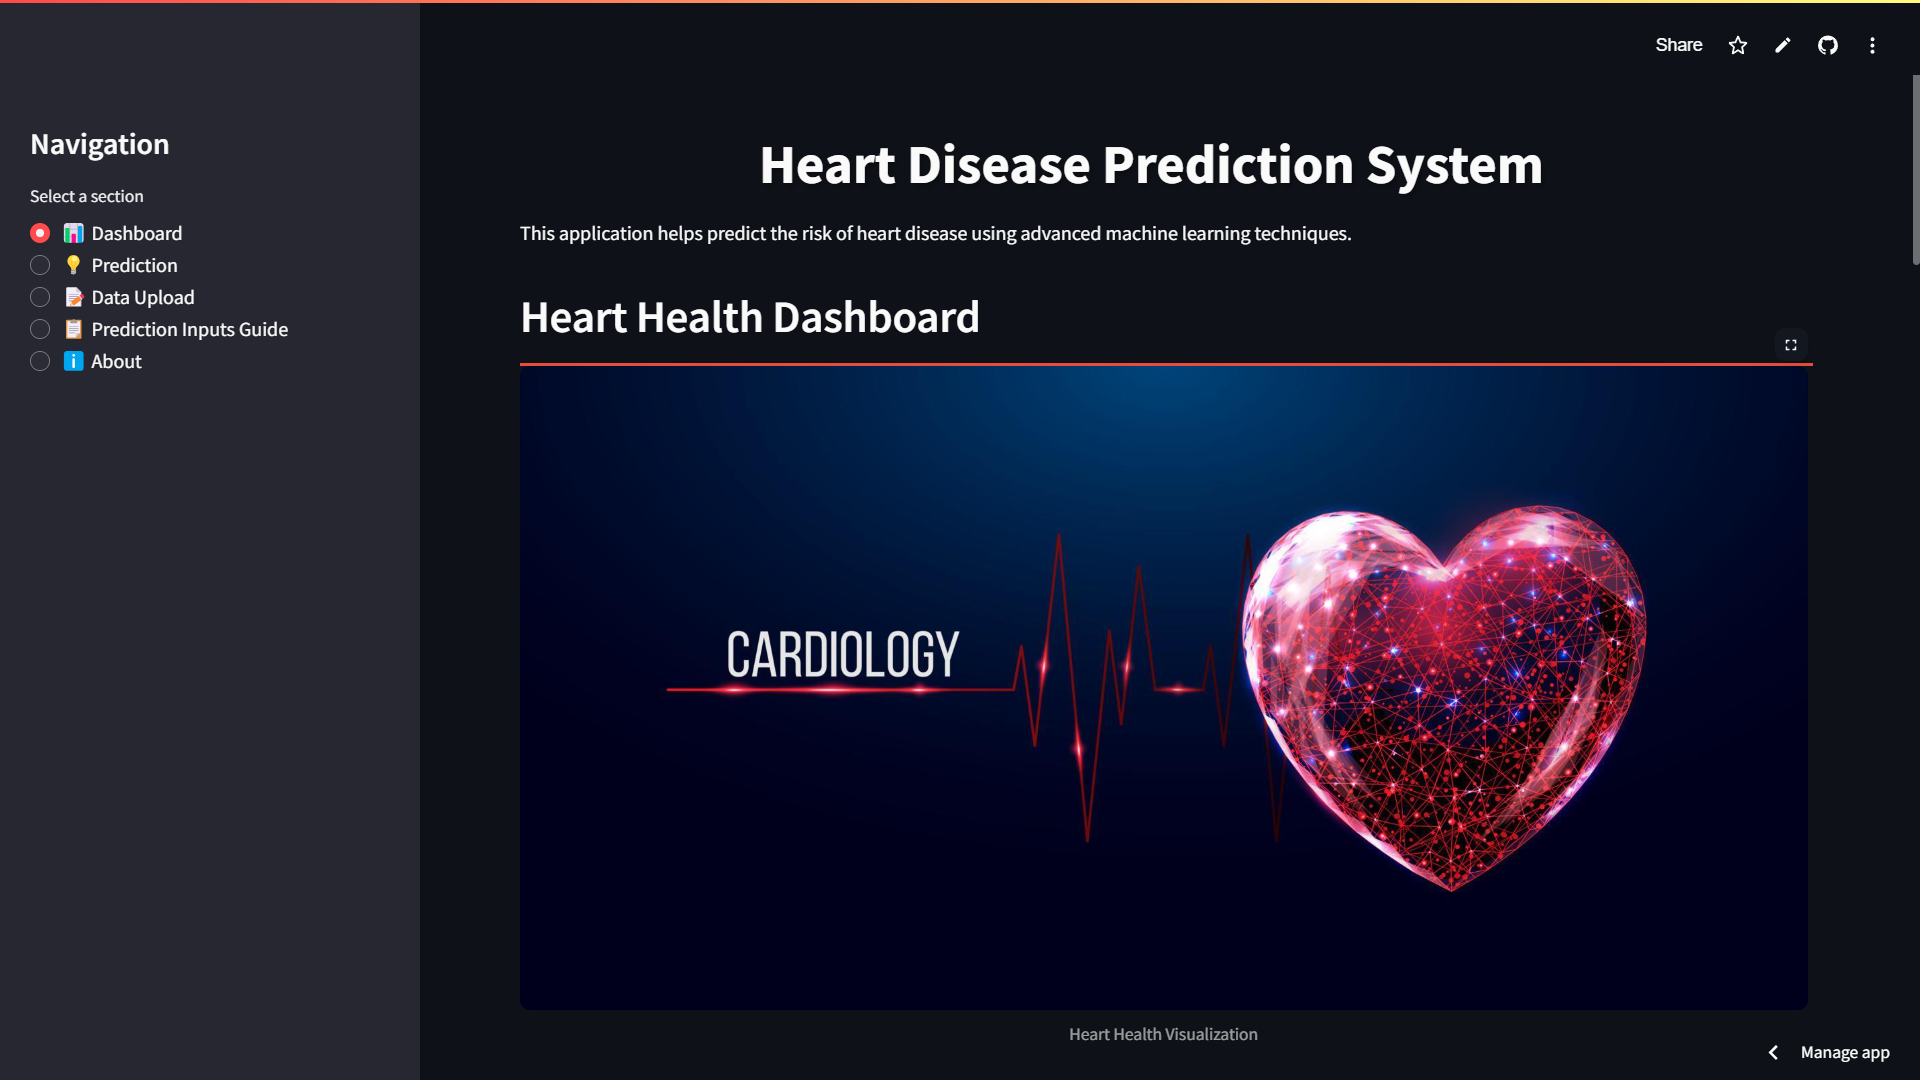 Share
Navigation
Select a section
📊 Dashboard
💡 Prediction
📝 Data Upload
📋 Prediction Inputs Guide
ℹ️ About
Heart Disease Prediction System
This application helps predict the risk of heart disease using advanced machine learning techniques.
Heart Health Dashboard
CARDIOLOGY
Heart Health Visualization
Manage app